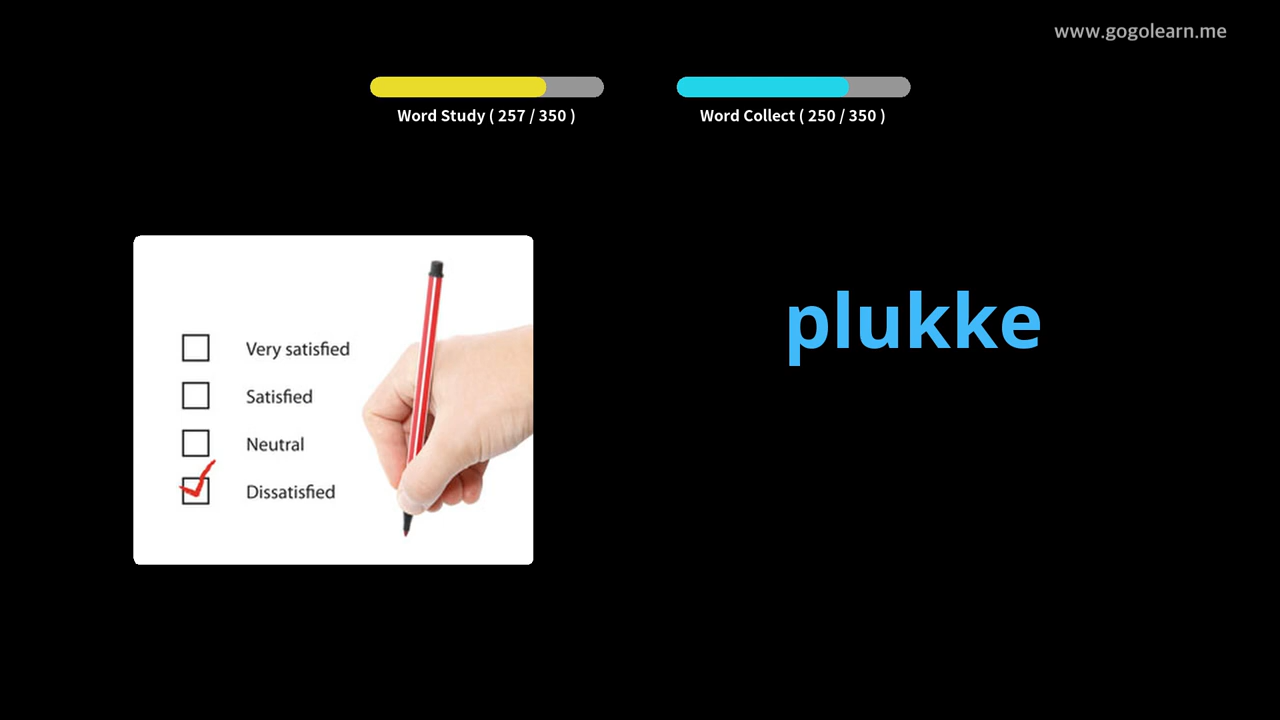 www.gogolearn.me
Word Study ( 257 / 350 )
Word Collect ( 250 / 350 )
plukke
Very satisfied
Satisfied
Neutral
Dissatisfied